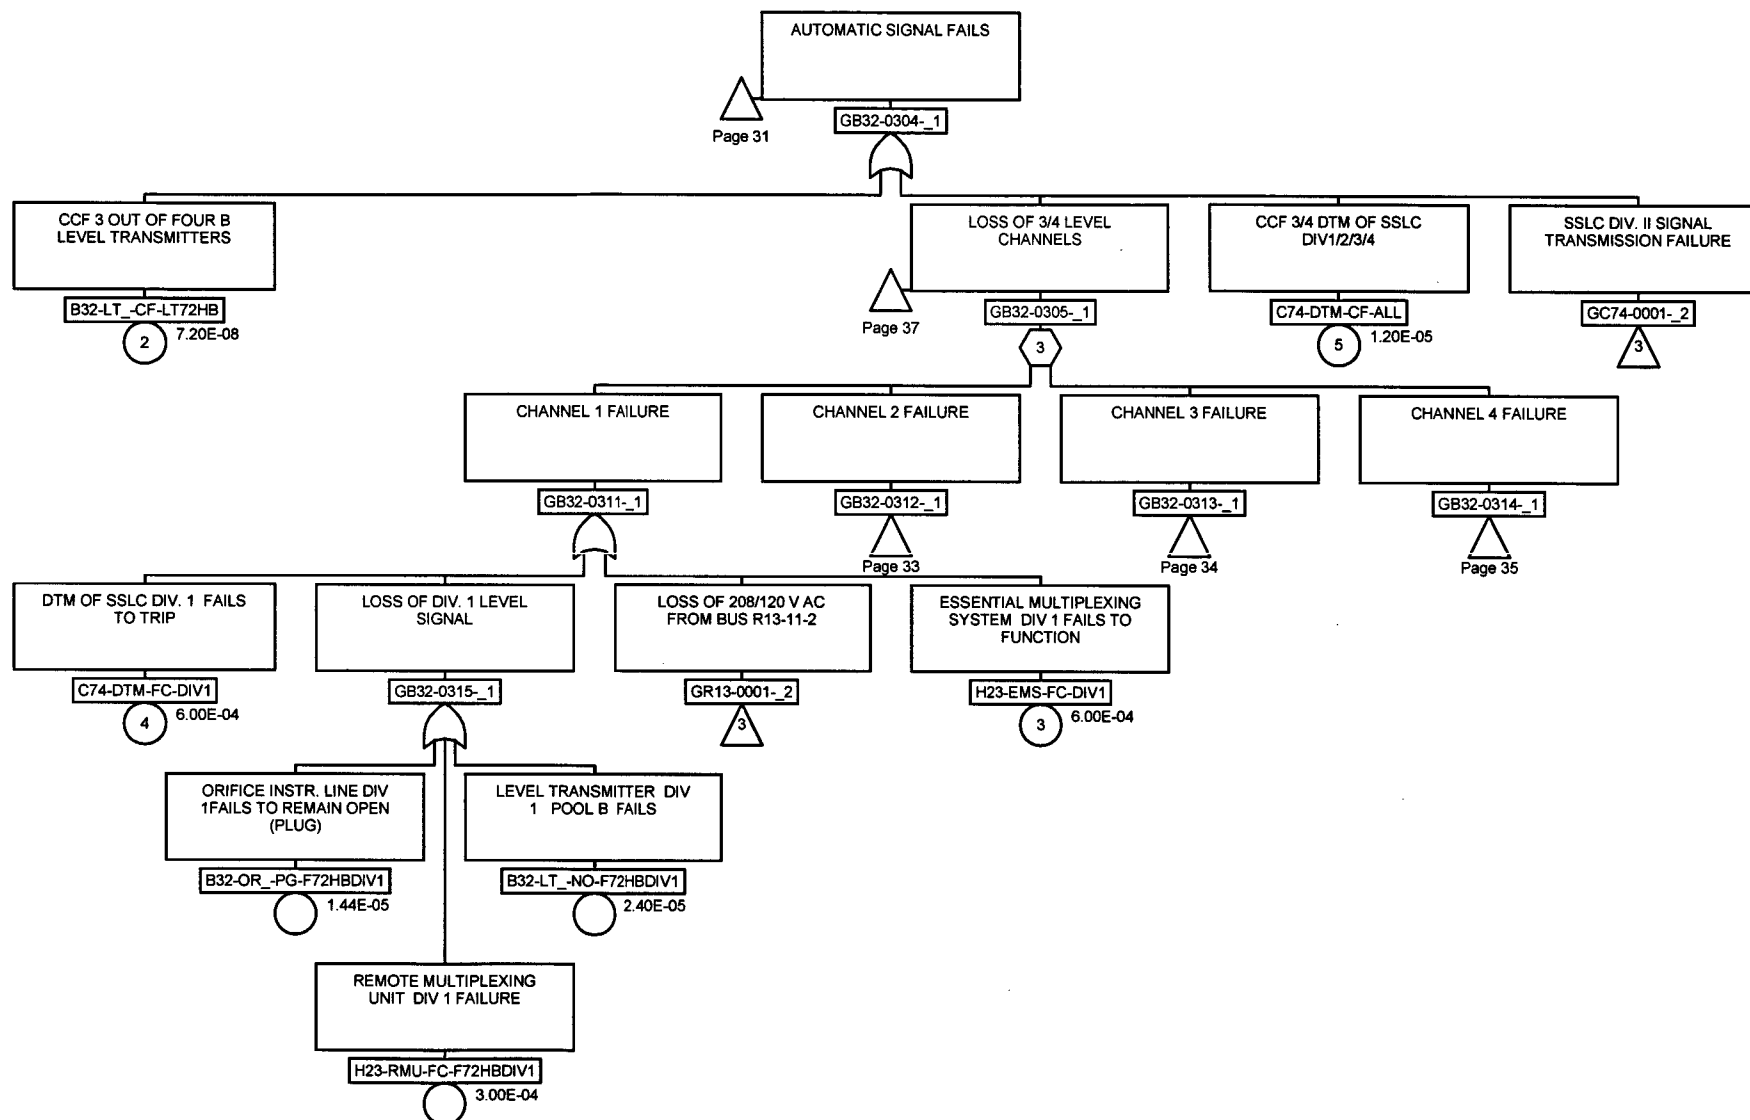 AUTOMATIC SIGNAL FAILS
Page 31
GB32-0304-_1
CCF 3 OUT OF FOUR B
LEVEL TRANSMITTERS
B32-LT_-CF-LT72HB
2
7.20E-08
LOSS OF 3/4 LEVEL
CHANNELS
Page 37
GB32-0305-_1
3
CCF 3/4 DTM OF SSLC
DIV1/2/3/4
C74-DTM-CF-ALL
5
1.20E-05
SSLC DIV. II SIGNAL
TRANSMISSION FAILURE
GC74-0001-_2
3
CHANNEL 1 FAILURE
GB32-0311-_1
CHANNEL 2 FAILURE
GB32-0312-_1
Page 33
CHANNEL 3 FAILURE
GB32-0313-_1
Page 34
CHANNEL 4 FAILURE
GB32-0314-_1
Page 35
DTM OF SSLC DIV. 1 FAILS
TO TRIP
C74-DTM-FC-DIV1
4
6.00E-04
LOSS OF DIV. 1 LEVEL
SIGNAL
GB32-0315-_1
LOSS OF 208/120 V AC
FROM BUS R13-11-2
GR13-0001-_2
3
ESSENTIAL MULTIPLEXING
SYSTEM DIV 1 FAILS TO
FUNCTION
H23-EMS-FC-DIV1
3
6.00E-04
ORIFICE INSTR. LINE DIV
1FAILS TO REMAIN OPEN
(PLUG)
B32-OR_-PG-F72HBDIV1
1.44E-05
LEVEL TRANSMITTER DIV
1 POOL B FAILS
B32-LT_-NO-F72HBDIV1
2.40E-05
REMOTE MULTIPLEXING
UNIT DIV 1 FAILURE
H23-RMU-FC-F72HBDIV1
3.00E-04